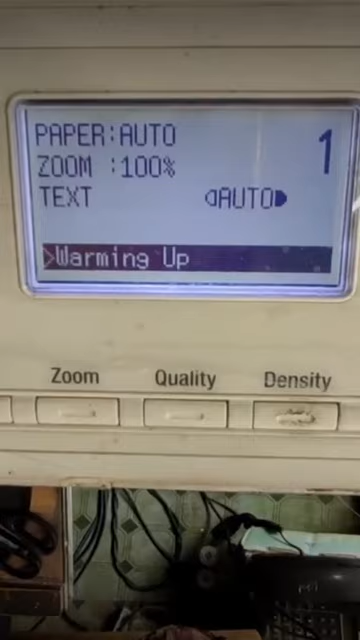 PAPER:AUTO
1
ZOOM :100%
TEXT AUTO
Warming Up
Zoom Quality Density